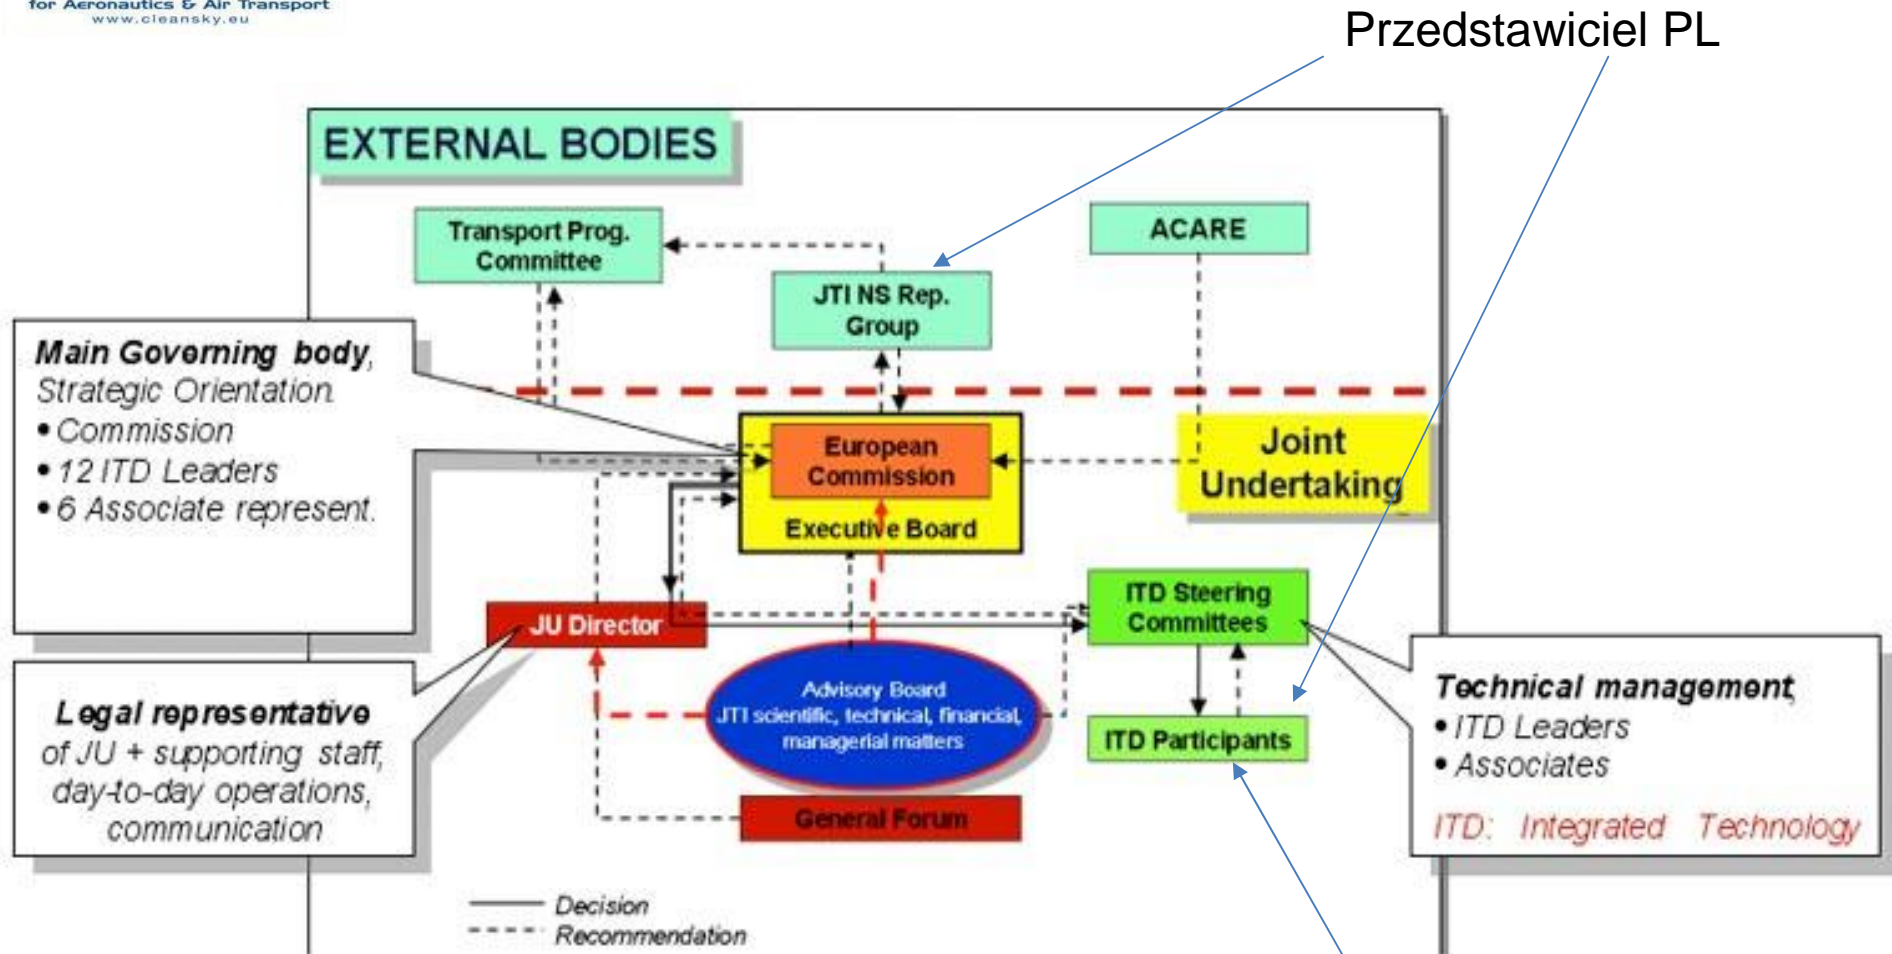 for Aeronautics & Air Transport
www.cleansky.eu
Przedstawiciel PL
EXTERNAL BODIES
Transport Prog.
Committee
ACARE
JTI NS Rep.
Group
Main Governing body,
Strategic Orientation.
• Commission
• 12 ITD Leaders
• 6 Associate represent.
European
Commission
Executive Board
Joint
Undertaking
JU Director
ITD Steering
Committees
Legal representative
of JU + supporting staff,
day-to-day operations,
communication
Advisory Board
JTI scientific, technical, financial,
managerial matters
ITD Participants
General Forum
Technical management,
• ITD Leaders
• Associates
ITD: Integrated Technology
Decision
Recommendation